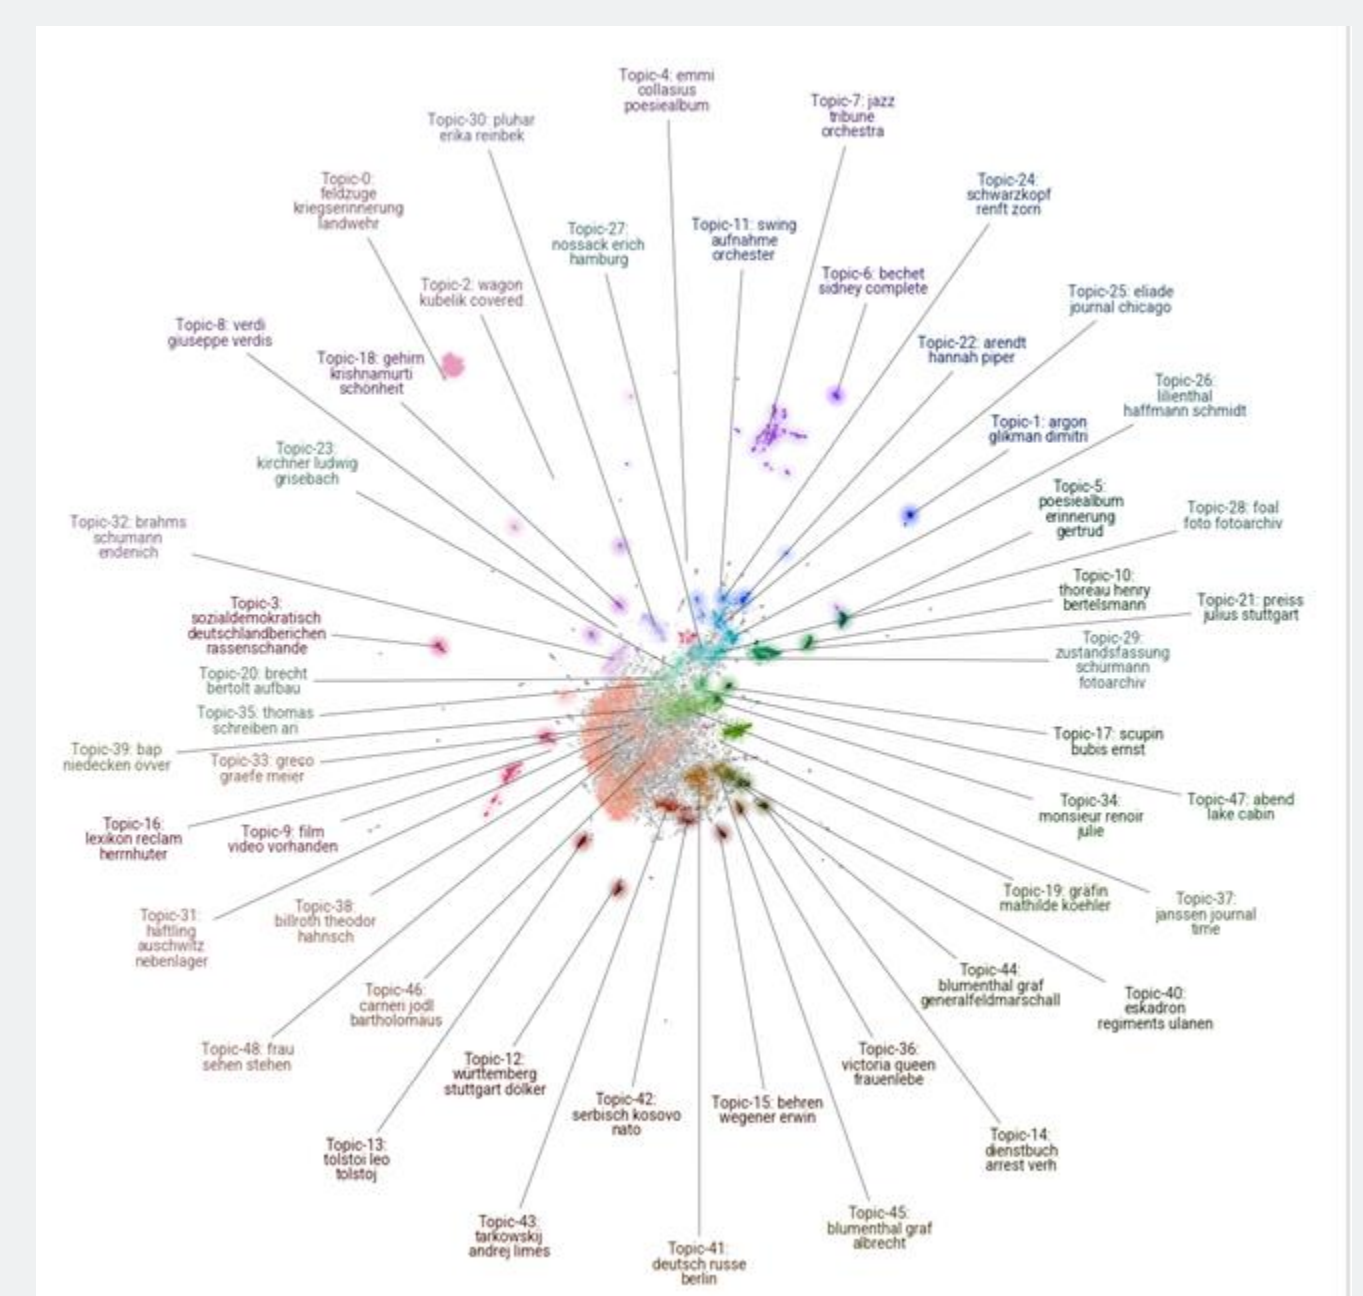 Topic-4: emmi
collasius
poesiealbum
Topic-7: jazz
tribune
orchestra
Topic-30: pluhar
erika reinbek
Topic-0:
feldzuge
kriegserinnerung
landwehr
Topic-24:
schwarzkopf
renft zorn
Topic-27:
nossack erich
hamburg
Topic-11: swing
aufnahme
orchester
Topic-6: bechet
sidney complete
Topic-2: wagon
kubelik covered
Topic-25: eliade
journal chicago
Topic-8: verdi
giuseppe verdis
Topic-18: gehirn
krishnamurti
schonheit
Topic-22: arendt
hannah piper
Topic-26:
lilienthal
haffmann schmidt
Topic-1: argon
glikman dimitri
Topic-23:
kirchner ludwig
grisebach
Topic-5:
poesiealbum
erinnerung
gertrud
Topic-28: foal
foto fotoarchiv
Topic-32: brahms
schumann
endenich
Topic-10:
thoreau henry
bertelsmann
Topic-21: preiss
julius stuttgart
Topic-3:
sozialdemokratisch
deutschlandberichen
rassenschande
Topic-29:
zustandsfassung
schurmann
fotoarchiv
Topic-20: brecht
bertolt aufbau
Topic-35: thomas
schreiben an
Topic-17: scupin
bubis ernst
Topic-39: bap
niedecken ovver
Topic-33: greco
graefe meier
Topic-34:
monsieur renoir
julie
Topic-47: abend
lake cabin
Topic-16:
lexikon reclam
herrnhuter
Topic-9: film
video vorhanden
Topic-19: grafin
mathilde koehler
Topic-37:
janssen journal
time
Topic-31:
haftling
auschwitz
nebenlager
Topic-38:
billroth theodor
hahnsch
Topic-44:
blumenthal graf
generalfeldmarschall
Topic-40:
eskadron
regiments ulanen
Topic-46:
carneri jodl
bartholomaus
Topic-48: frau
sehen stehen
Topic-12:
wurttemberg
stuttgart dolker
Topic-36:
victoria queen
frauenlebe
Topic-42:
serbisch kosovo
nato
Topic-15: behren
wegener erwin
Topic-13:
tolstoi leo
tolstoj
Topic-14:
dienstbuch
arrest verh
Topic-43:
tarkowskij
andrej limes
Topic-45:
blumenthal graf
albrecht
Topic-41:
deutsch russe
berlin